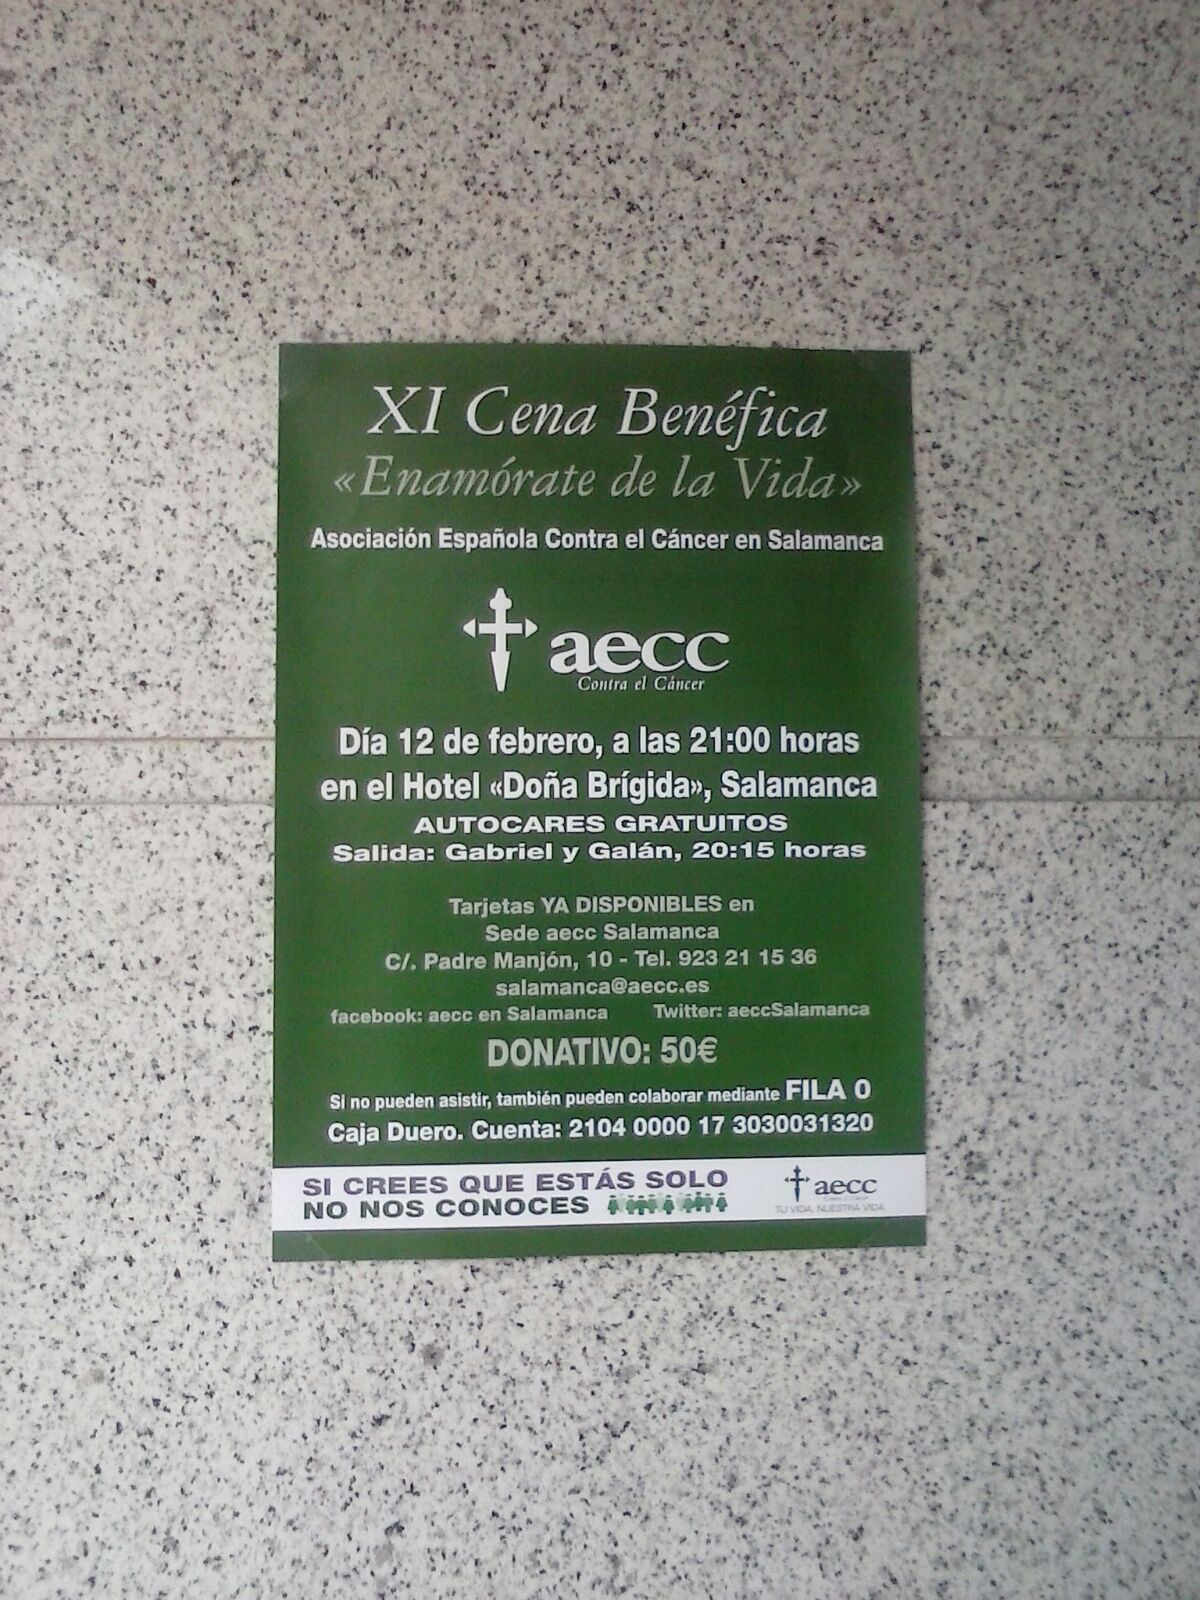 XI Cena Benéfica
«Enamórate de la Vida»
Asociación Española Contra el Cáncer en Salamanca
aecc
Contra el Cáncer
Día 12 de febrero, a las 21:00 horas
en el Hotel «Doña Brígida», Salamanca
AUTOCARES GRATUITOS
Salida: Gabriel y Galán, 20:15 horas
Tarjetas YA DISPONIBLES en
Sede aecc Salamanca
C/. Padre Manjón, 10 - Tel. 923 21 15 36
salamanca@aecc.es
facebook: aecc en Salamanca Twitter: aeccSalamanca
DONATIVO: 50€
Si no pueden asistir, también pueden colaborar mediante FILA 0
Caja Duero. Cuenta: 2104 0000 17 3030031320
SI CREES QUE ESTÁS SOLO
NO NOS CONOCES
aecc
Contra el Cáncer
TU VIDA, NUESTRA VIDA